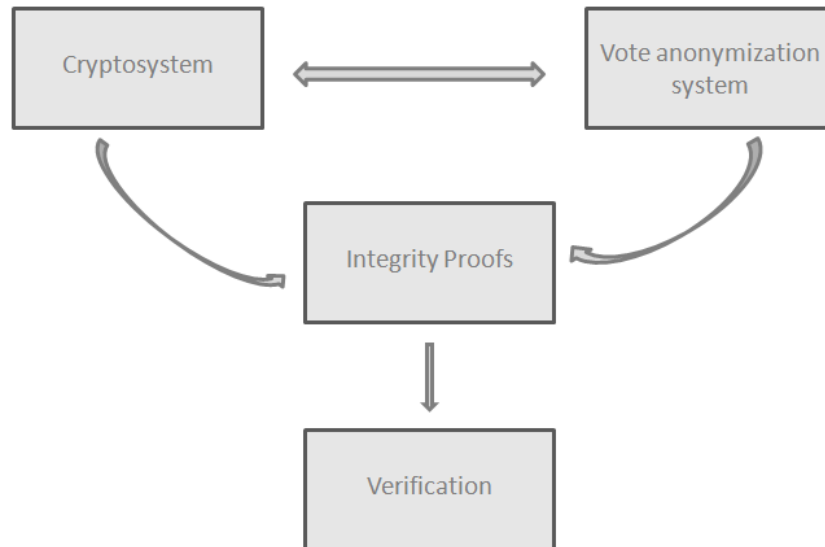 Cryptosystem
Vote anonymization
system
Integrity Proofs
Verification